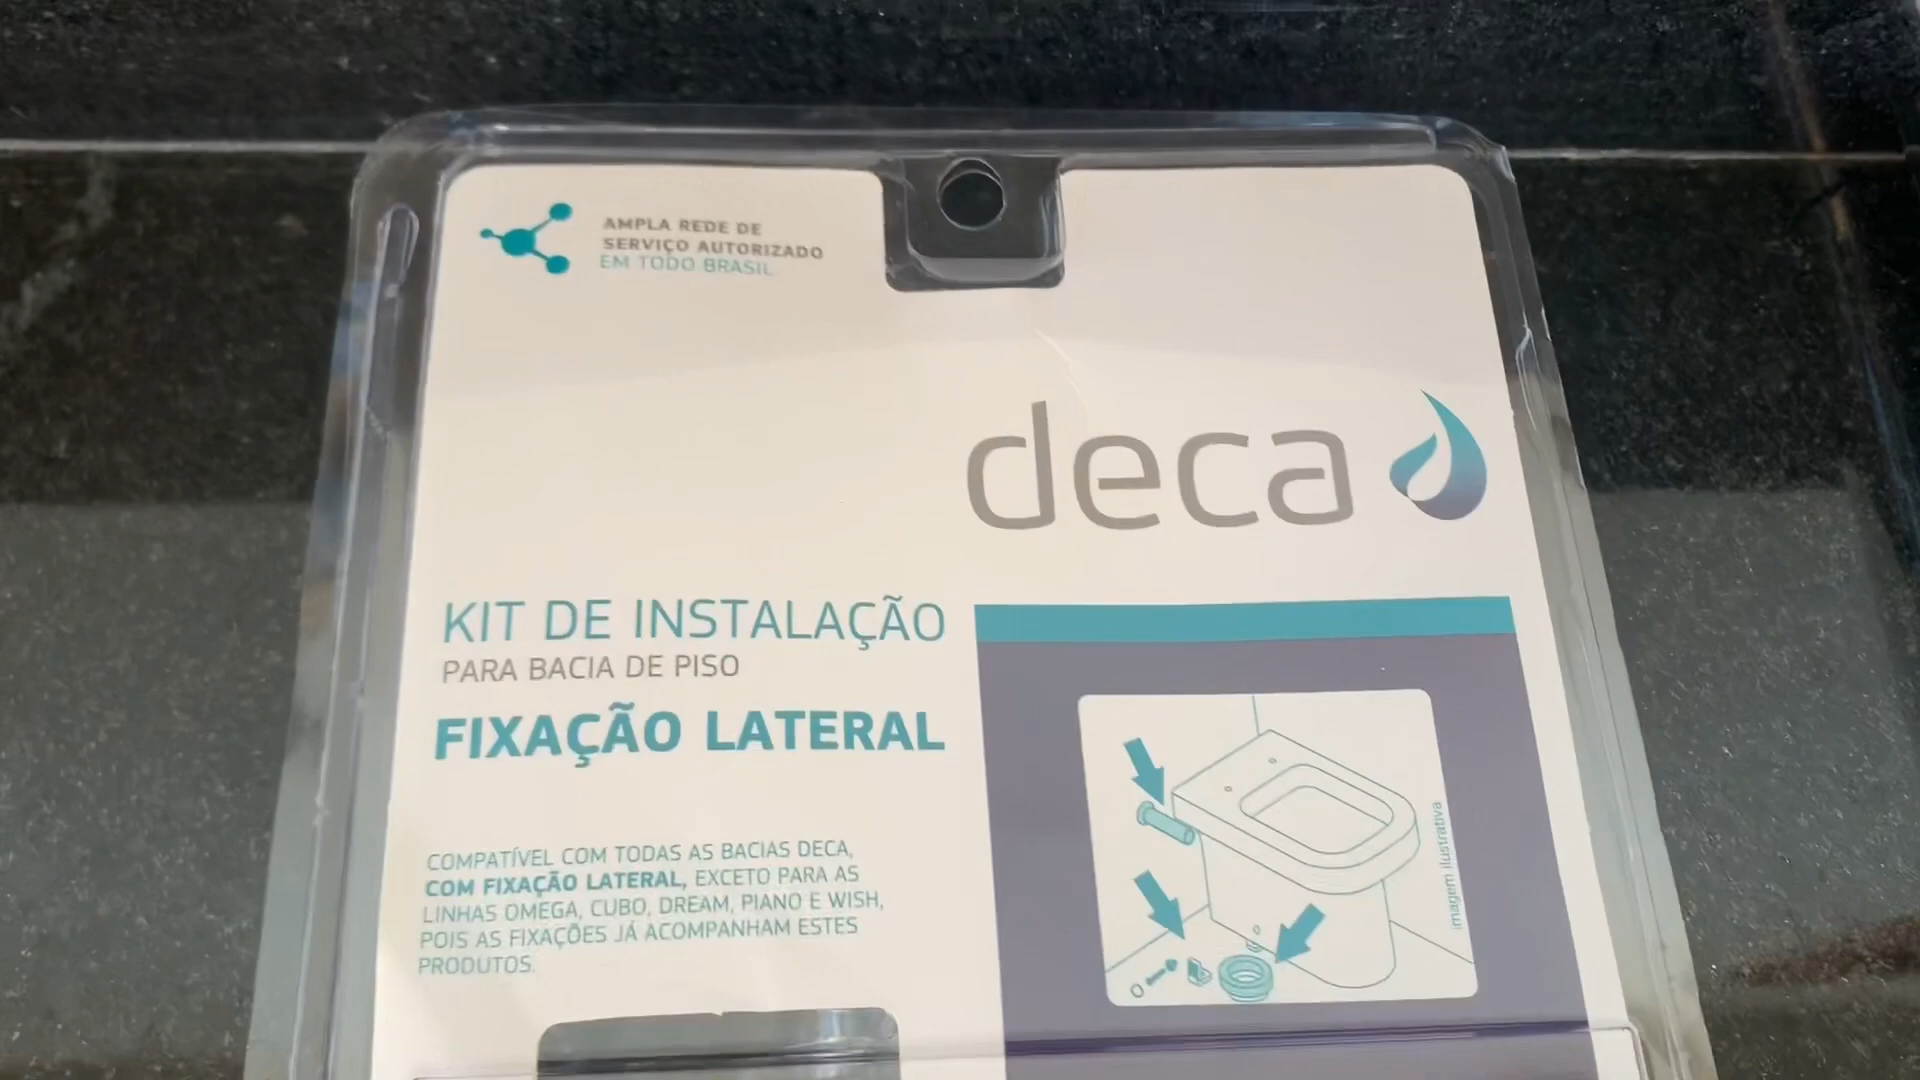 AMPLA REDE DE
SERVIÇO AUTORIZADO
EM TODO BRASIL
deca
KIT DE INSTALAÇÃO
PARA BACIA DE PISO
FIXAÇÃO LATERAL
COMPATÍVEL COM TODAS AS BACIAS DECA,
COM FIXAÇÃO LATERAL, EXCETO PARA AS
LINHAS OMEGA, CUBO, DREAM, PIANO E WISH,
POIS AS FIXAÇÕES JÁ ACOMPANHAM ESTES
PRODUTOS.
imagem ilustrativa